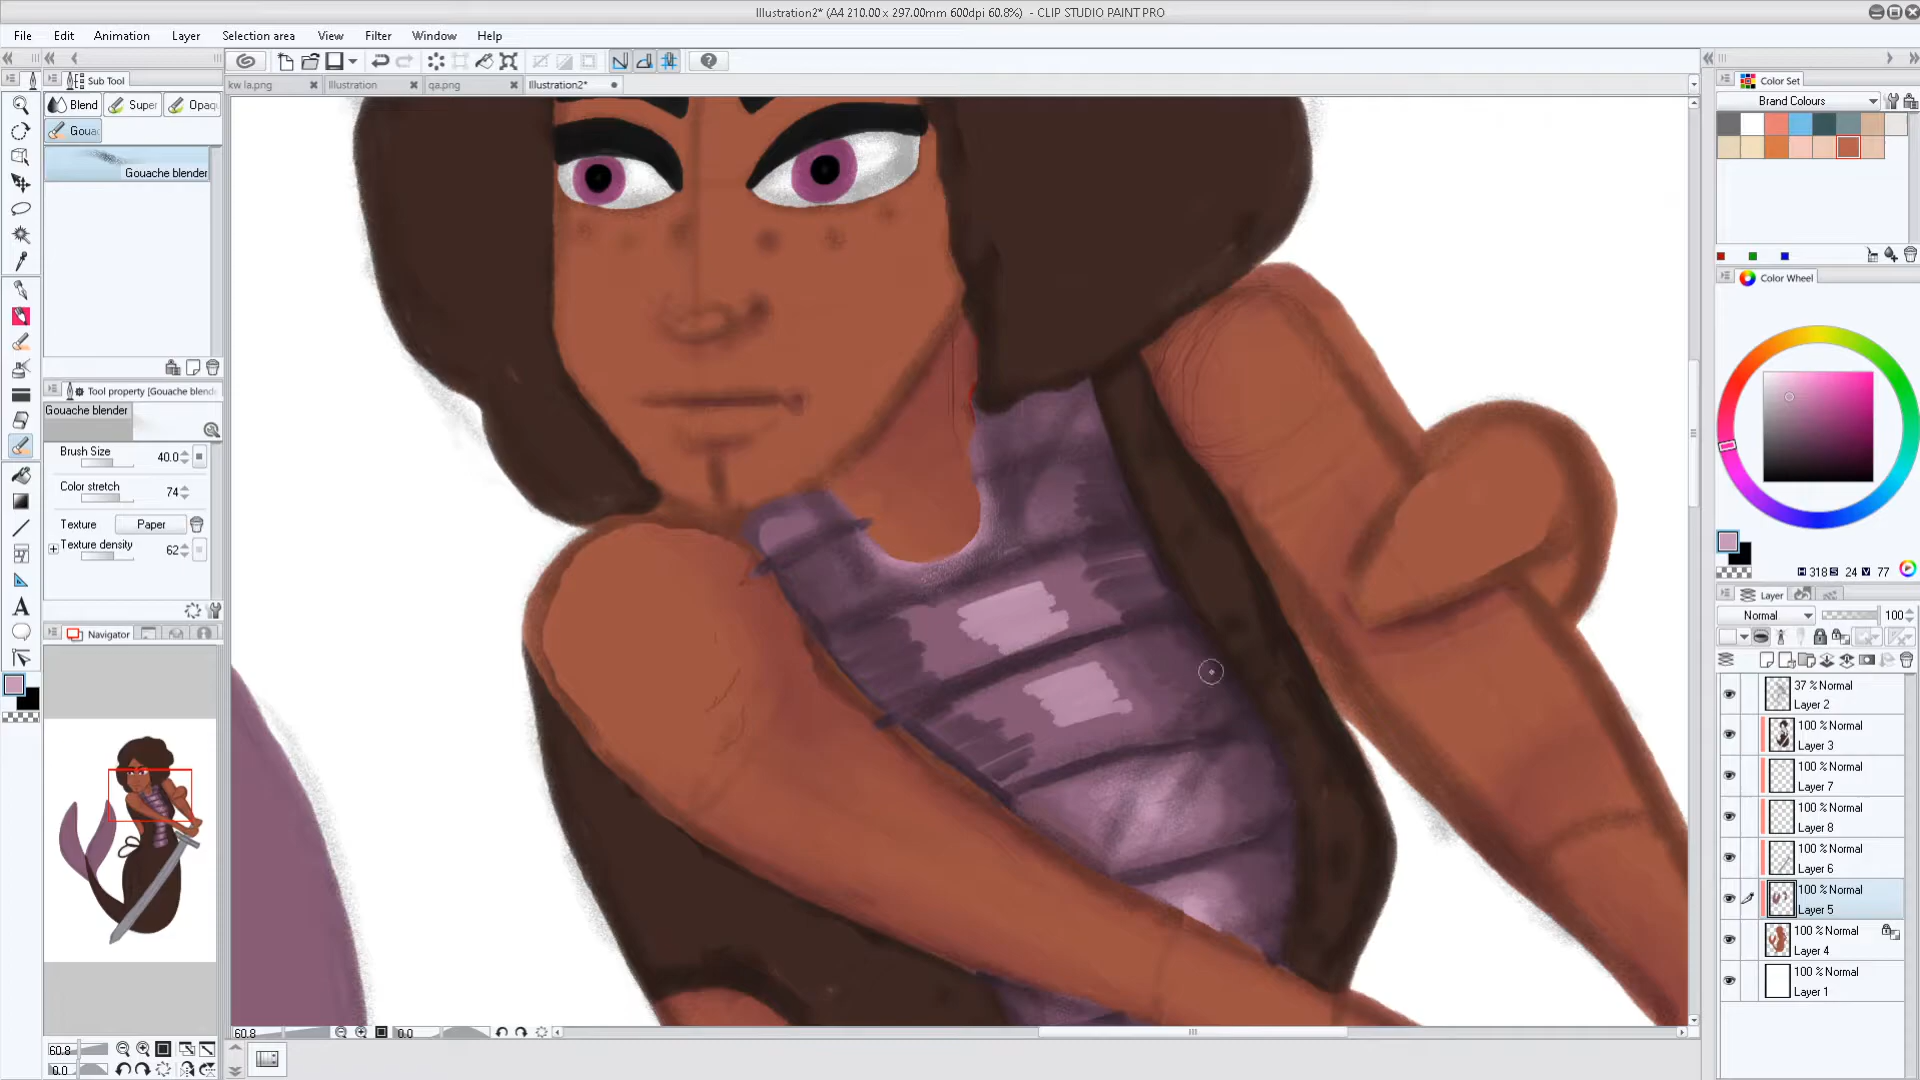 Illustration2* (A4 210.00 x 297.00mm 600dpi 60.8%) - CLIP STUDIO PAINT PRO
File Edit Animation Layer Selection area View Filter Window Help
Sub Tool
kw la.png Illustration qa.png Illustration2*
Color Set
Blend Super Opaq
Brand Colours
Gouac
Gouache blender
Color Wheel
Tool property [Gouache blend
Gouache blender
Brush Size 40.0
Color stretch 74
Texture Paper
Texture density 62
H 318 S 24 V 77
Layer
Normal 100
Navigator
37 % Normal
Layer 2
100 % Normal
Layer 3
100 % Normal
Layer 7
100 % Normal
Layer 8
100 % Normal
Layer 6
100 % Normal
Layer 5
100 % Normal
Layer 4
100 % Normal
Layer 1
60.8 0.0
60.8
0.0